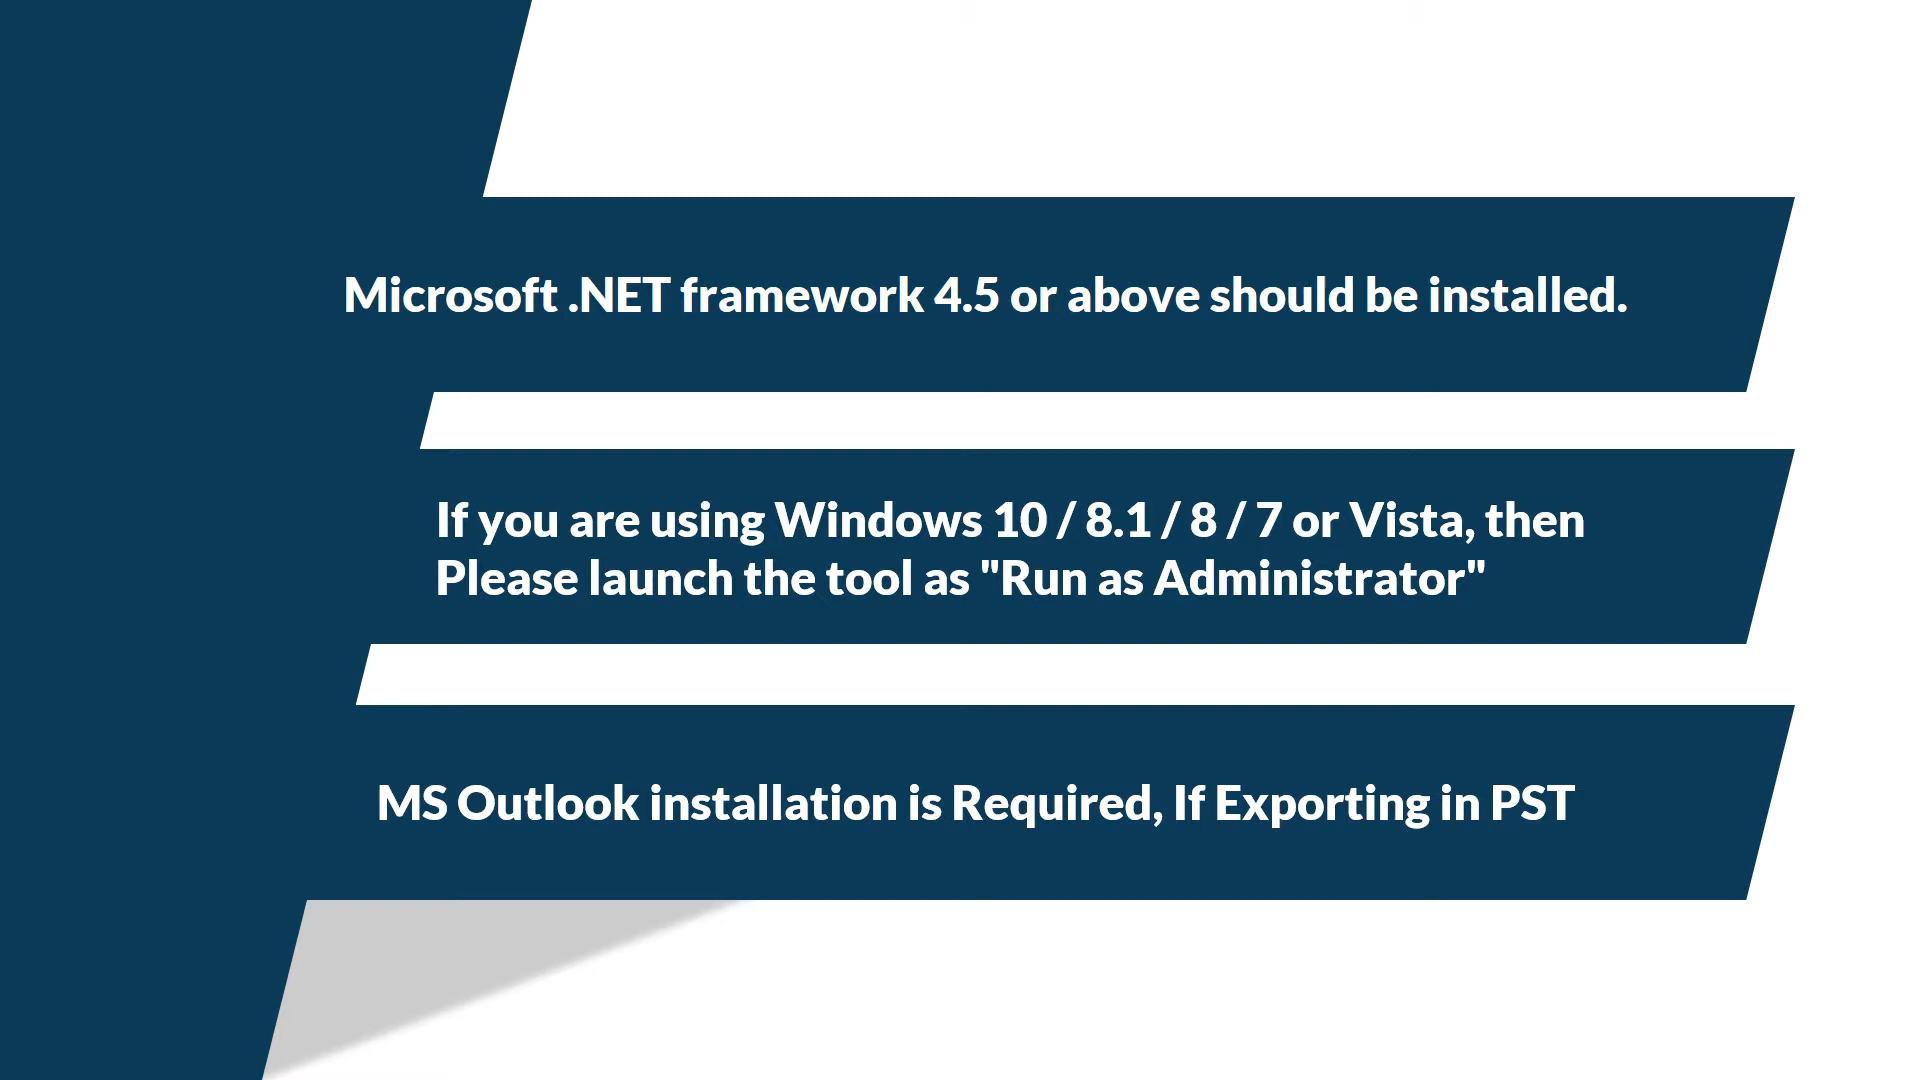 Microsoft .NET framework 4.5 or above should be installed.
If you are using Windows 10 / 8.1 / 8 / 7 or Vista, then
Please launch the tool as "Run as Administrator"
MS Outlook installation is Required, If Exporting in PST